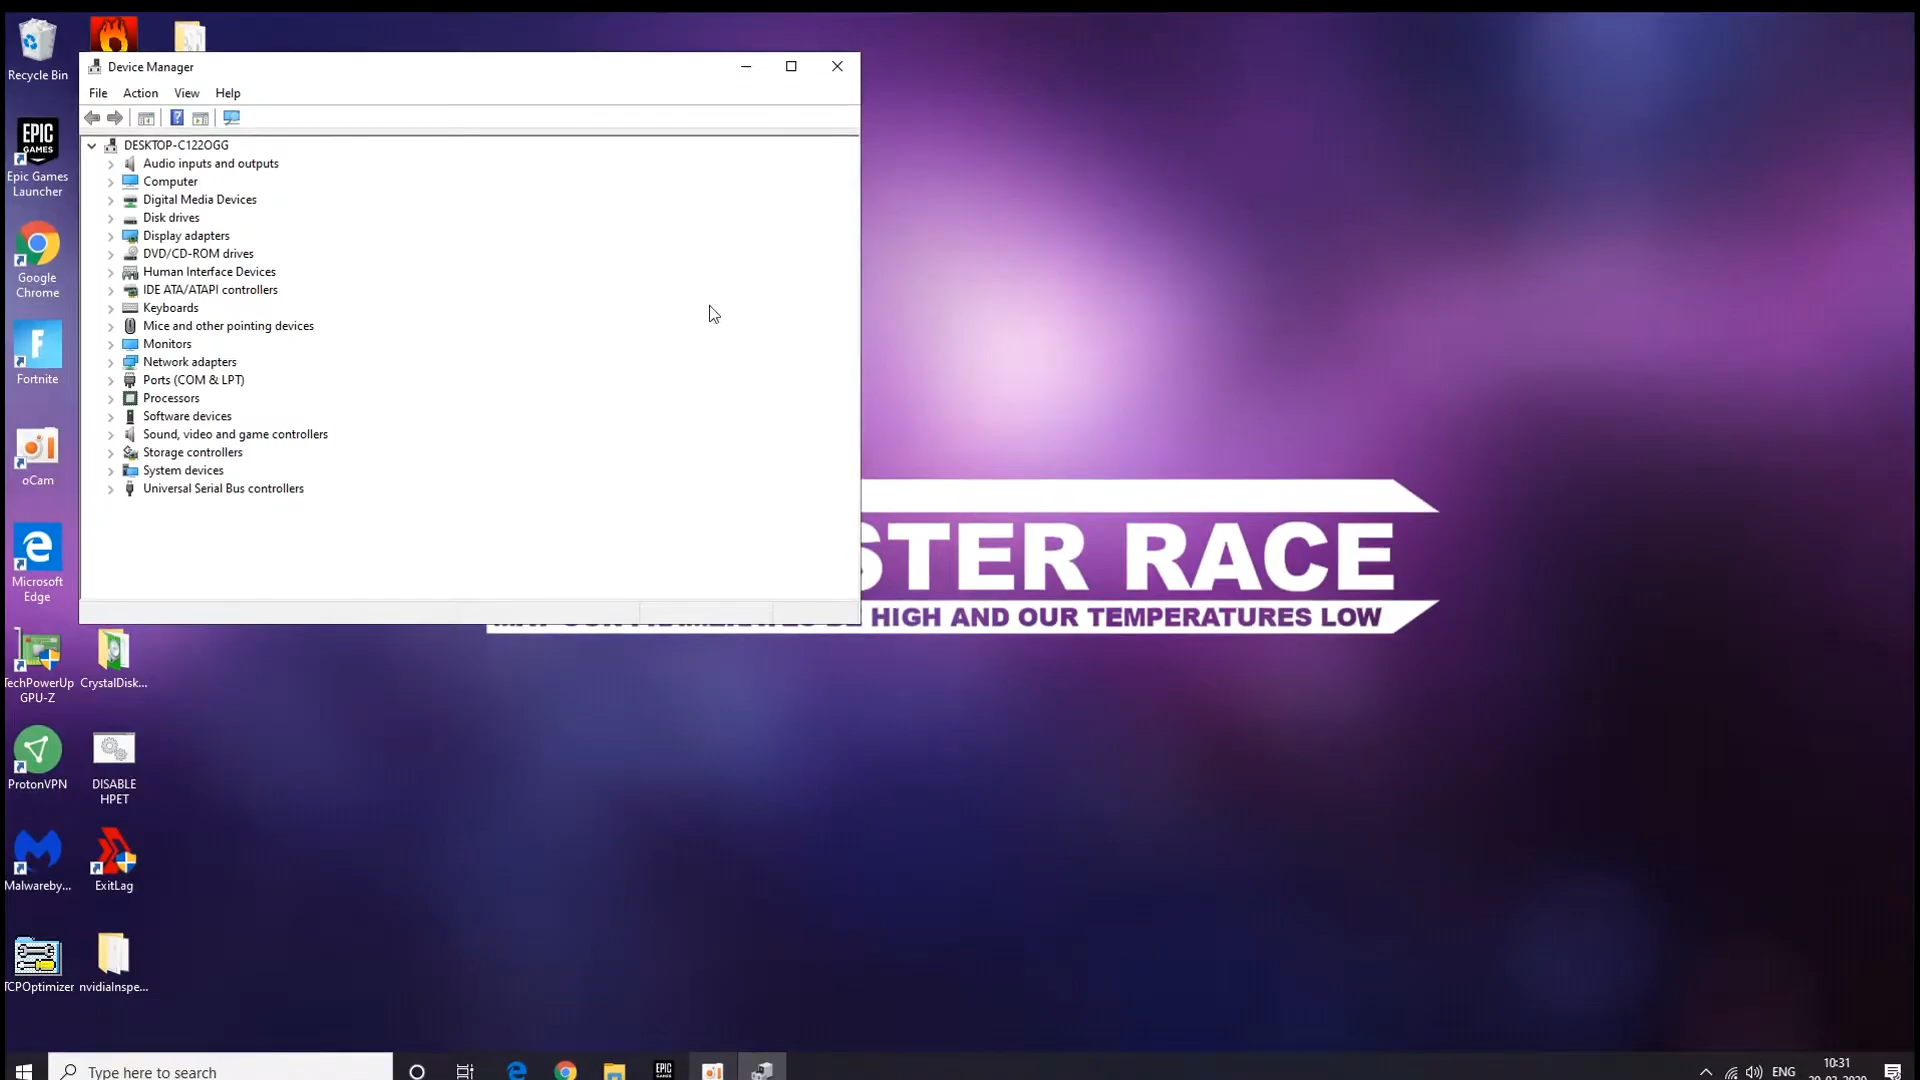 Recycle Bin
Device Manager
File Action View Help
DESKTOP-C122OGG
Audio inputs and outputs
Computer
Digital Media Devices
Disk drives
Display adapters
DVD/CD-ROM drives
Human Interface Devices
IDE ATA/ATAPI controllers
Keyboards
Mice and other pointing devices
Monitors
Network adapters
Ports (COM & LPT)
Processors
Software devices
Sound, video and game controllers
Storage controllers
System devices
Universal Serial Bus controllers
EPIC
GAMES
Epic Games
Launcher
Google
Chrome
Fortnite
oCam
Microsoft
Edge
TechPowerUp
GPU-Z
CrystalDisk...
ProtonVPN
DISABLE
HPET
Malwareby...
ExitLag
TCPOptimizer
nvidiaInspe...
STER RACE
HIGH AND OUR TEMPERATURES LOW
Type here to search
EPIC
ENG
10:31